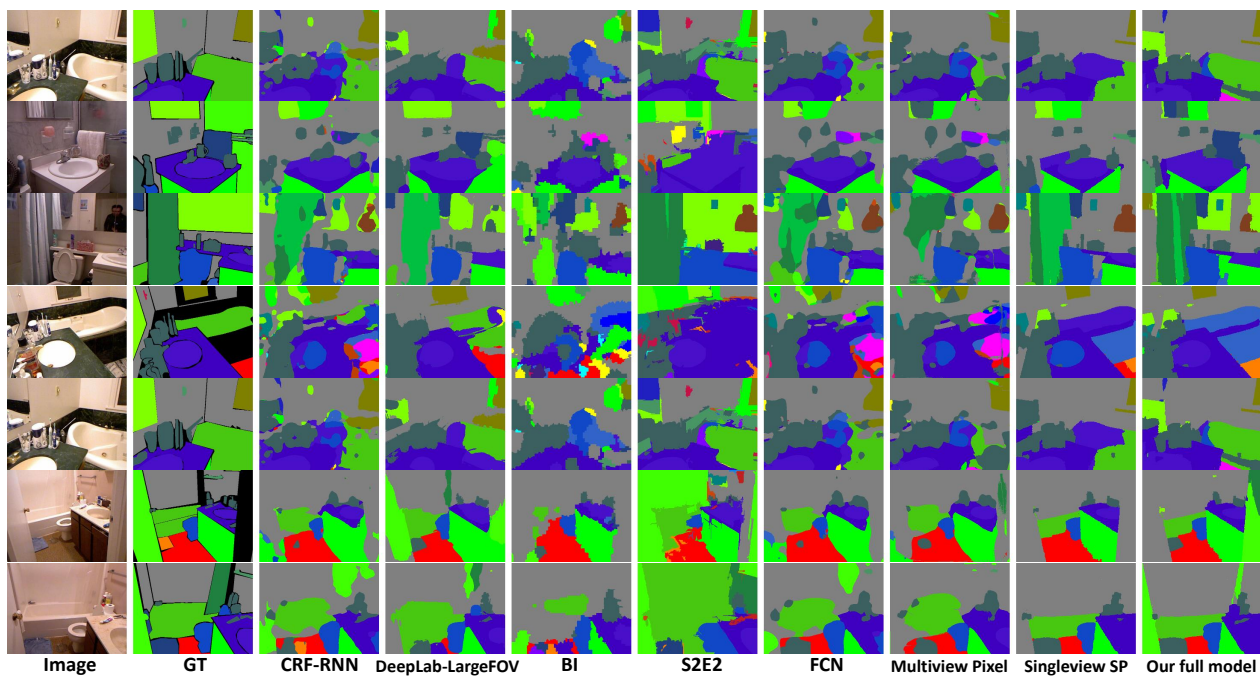 Image GT CRF-RNN DeepLab-LargeFOV BI S2E2 FCN Multiview Pixel Singleview SP Our full model